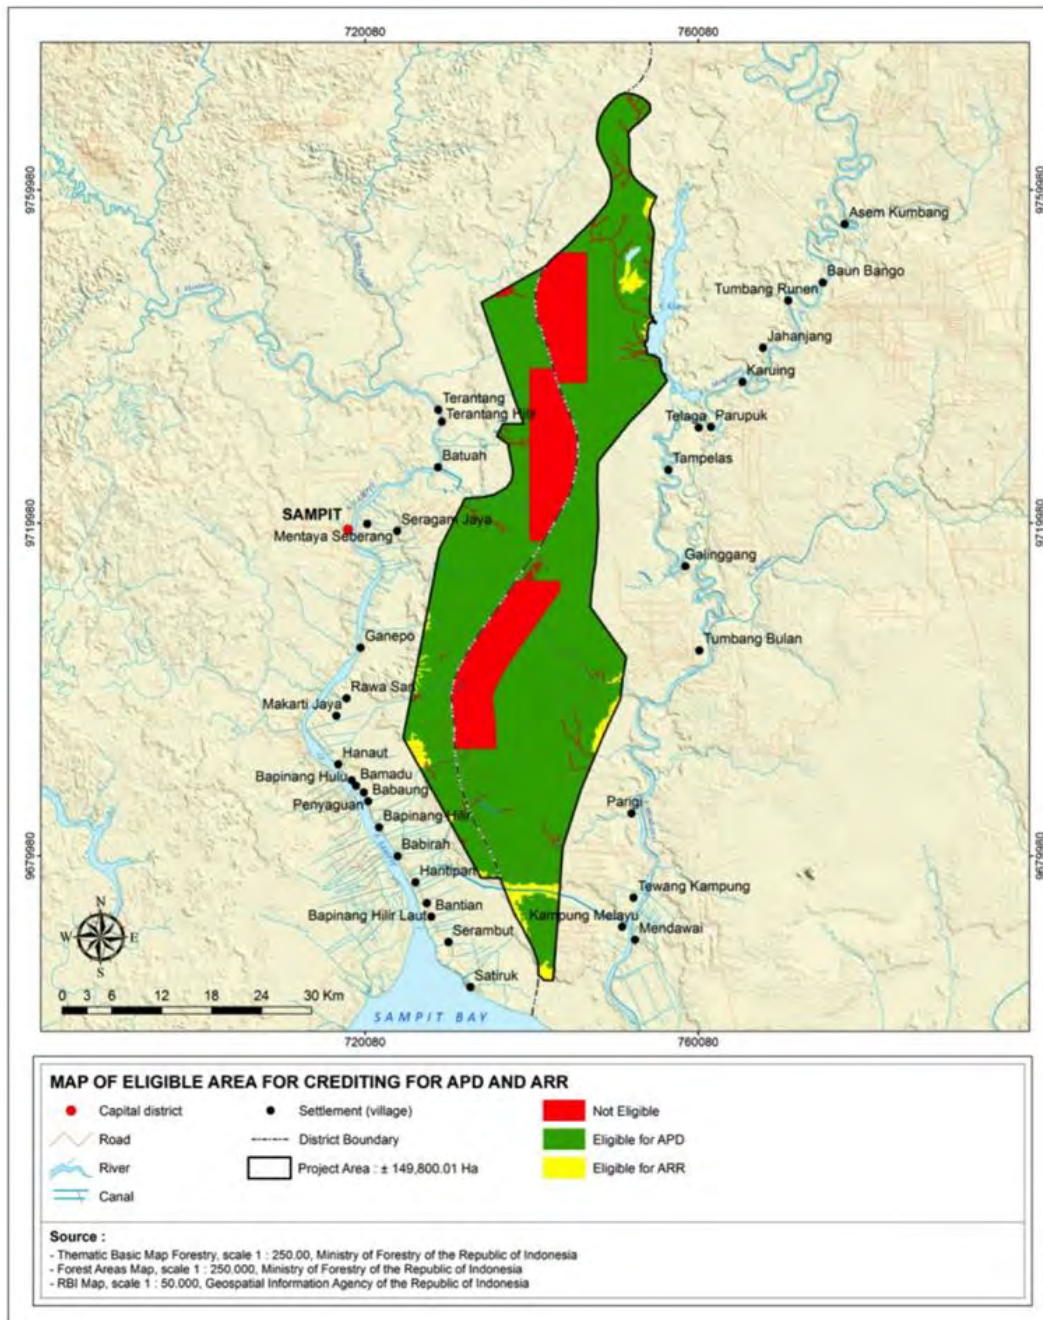 720080
760080
9759980
9759980
Asem Kumbang
Baun Bango
Tumbang Runen
Jahanjang
Karuing
Terantang
Terantang Hilir
Telaga
Parupuk
Batuah
Tampelas
SAMPIT
Seragam Jaya
Mentaya Seberang
9719980
9719980
Galinggang
Ganepo
Tumbang Bulan
Rawa Sari
Makarti Jaya
Hanaut
Bapinang Hulu
Bamadu
Babaung
Penyaguan
Parigi
Bapinang Hilir
Babirah
9679980
9679980
Hantipan
Tewang Kampung
Bantian
Bapinang Hilir Laut
Kampung Melayu
Mendawai
Serambut
Satiruk
N
W
E
S
0 3 6 12 18 24 30 Km
SAMPIT BAY
720080
760080
MAP OF ELIGIBLE AREA FOR CREDITING FOR APD AND ARR
Capital district
Settlement (village)
Not Eligible
Road
District Boundary
Eligible for APD
River
Project Area : ± 149,800.01 Ha
Eligible for ARR
Canal
Source :
- Thematic Basic Map Forestry, scale 1 : 250.00, Ministry of Forestry of the Republic of Indonesia
- Forest Areas Map, scale 1 : 250.000, Ministry of Forestry of the Republic of Indonesia
- RBI Map, scale 1 : 50.000, Geospatial Information Agency of the Republic of Indonesia